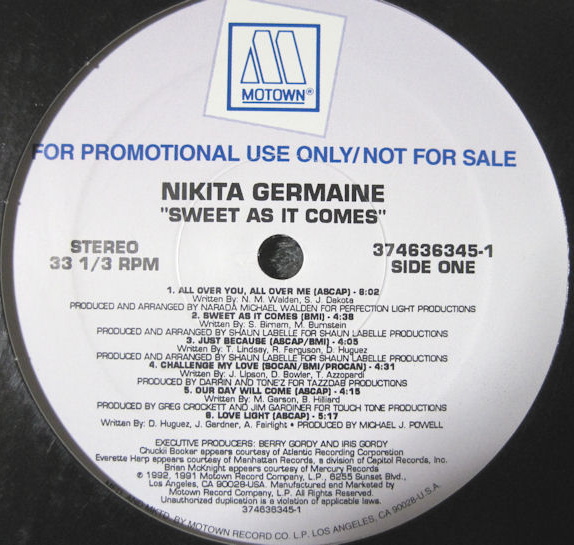 MOTOWN®
FOR PROMOTIONAL USE ONLY/NOT FOR SALE
NIKITA GERMAINE
"SWEET AS IT COMES"
STEREO
33 1/3 RPM
374636345-1
SIDE ONE
1. ALL OVER YOU, ALL OVER ME (ASCAP) - 6:02
Written By: N. M. Walden, S. J. Dakota
PRODUCED AND ARRANGED BY NARADA MICHAEL WALDEN FOR PERFECTION LIGHT PRODUCTIONS
2. SWEET AS IT COMES (BMI) - 4:38
Written By: S. Birnam, M. Bumstein
PRODUCED AND ARRANGED BY SHAUN LABELLE FOR SHAUN LABELLE PRODUCTIONS
3. JUST BECAUSE (ASCAP/BMI) - 4:05
Written By: T. Lindsay, R. Ferguson, D. Huguez
PRODUCED AND ARRANGED BY SHAUN LABELLE FOR SHAUN LABELLE PRODUCTIONS
4. CHALLENGE MY LOVE (SOCAN/BMI/PROCAN) - 4:31
Written By: J. Lipson, D. Bowler, T. Azzopardi
PRODUCED BY DARRIN AND TONE'Z FOR TAZZDAB PRODUCTIONS
5. OUR DAY WILL COME (ASCAP) - 4:15
Written By: M. Garson, B. Hilliard
PRODUCED BY GREG CROCKETT AND JIM GARDINER FOR TOUCH TONE PRODUCTIONS
6. LOVE LIGHT (ASCAP) - 5:17
Written By: D. Huguez, J. Gardner, A. Fairlight • PRODUCED BY MICHAEL J. POWELL
EXECUTIVE PRODUCERS: BERRY GORDY AND IRIS GORDY
Chuckii Booker appears courtesy of Atlantic Recording Corporation
Everette Harp appears courtesy of Manhattan Records, a division of Capitol Records, Inc.
Brian McKnight appears courtesy of Mercury Records
℗ 1992, 1991 Motown Record Company, L.P., 6255 Sunset Blvd.,
Los Angeles, CA 90028-USA. Manufactured and Marketed by
Motown Record Company, L.P. All Rights Reserved.
Unauthorized duplication is a violation of applicable laws.
374636345-1
MFD. AND MKTD. BY MOTOWN RECORD CO. L.P. LOS ANGELES, CA 90028-U.S.A.